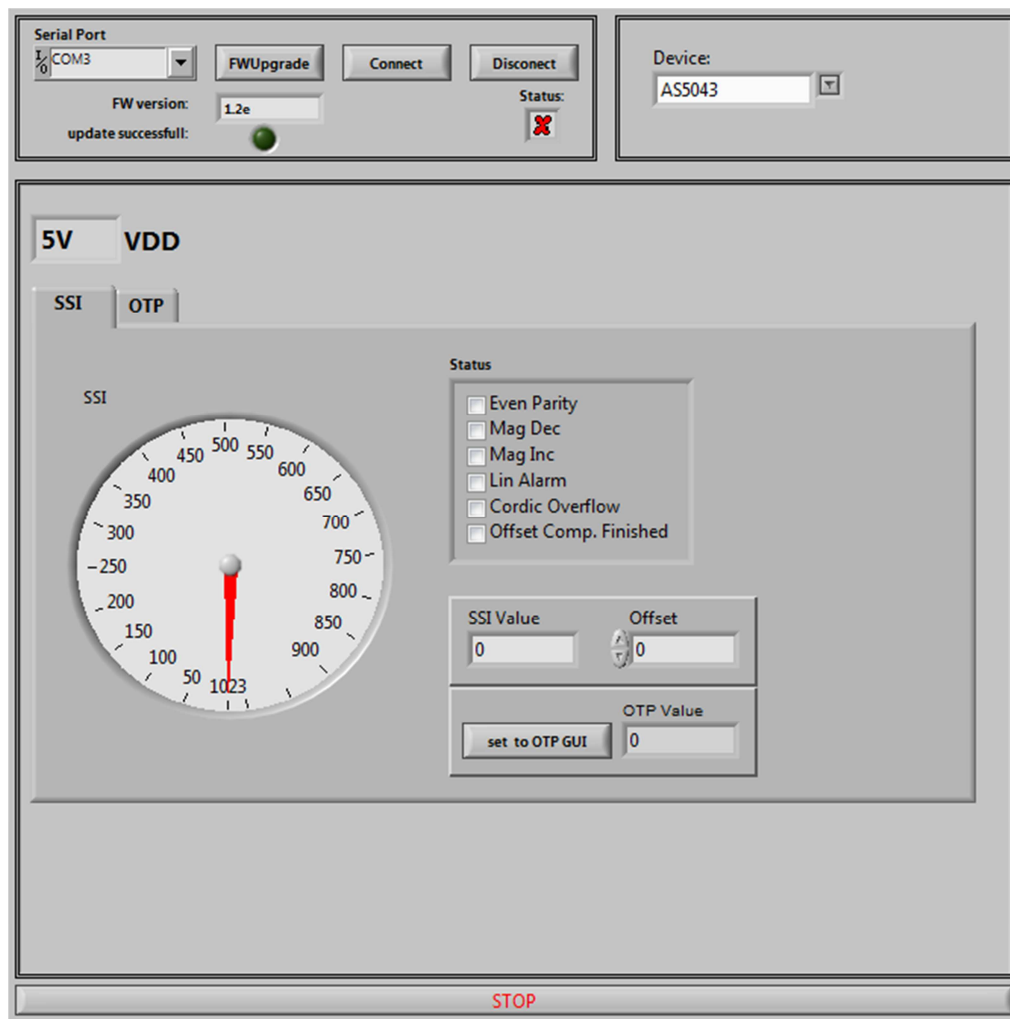 Serial Port
I/O COM3
FWUpgrade
Connect
Disconect
FW version:
1.2e
Status:
update successfull:
Device:
AS5043
5V
VDD
SSI
OTP
SSI
500
450
550
400
600
350
650
300
700
250
750
200
800
150
850
100
900
50
1023
Status
Even Parity
Mag Dec
Mag Inc
Lin Alarm
Cordic Overflow
Offset Comp. Finished
SSI Value
Offset
0
0
OTP Value
set to OTP GUI
0
STOP